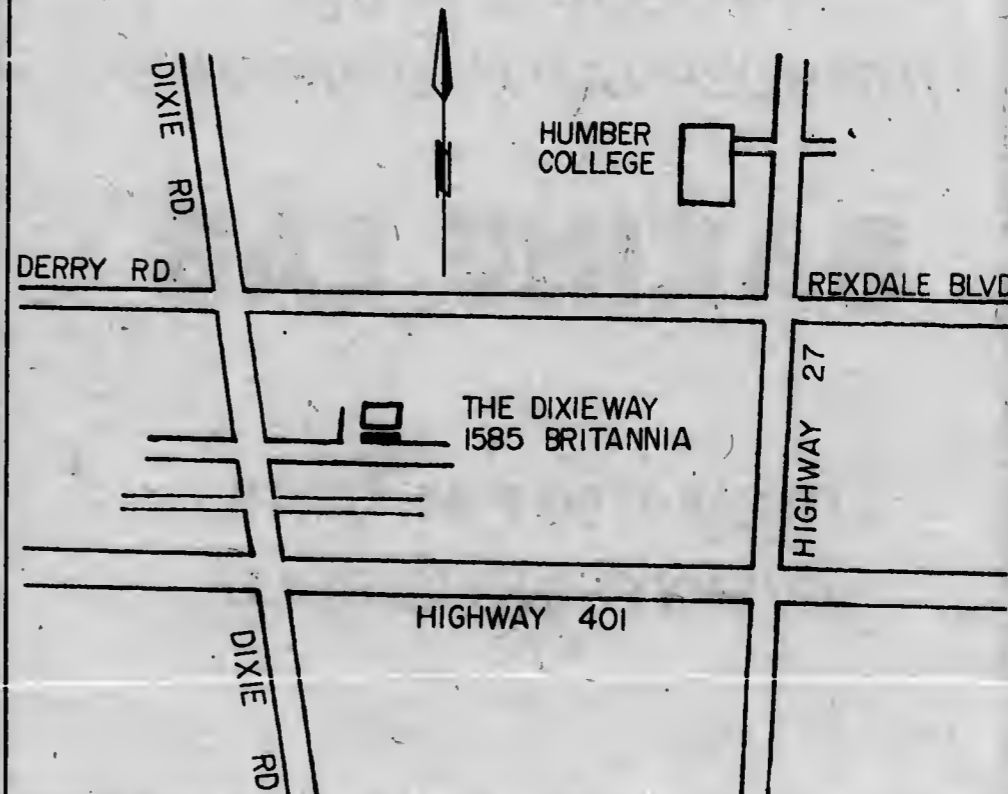 DIXIE RD.
HUMBER
COLLEGE
DERRY RD.
REXDALE BLVD
THE DIXIEWAY
1585 BRITANNIA
HIGHWAY 27
HIGHWAY 401
DIXIE RD